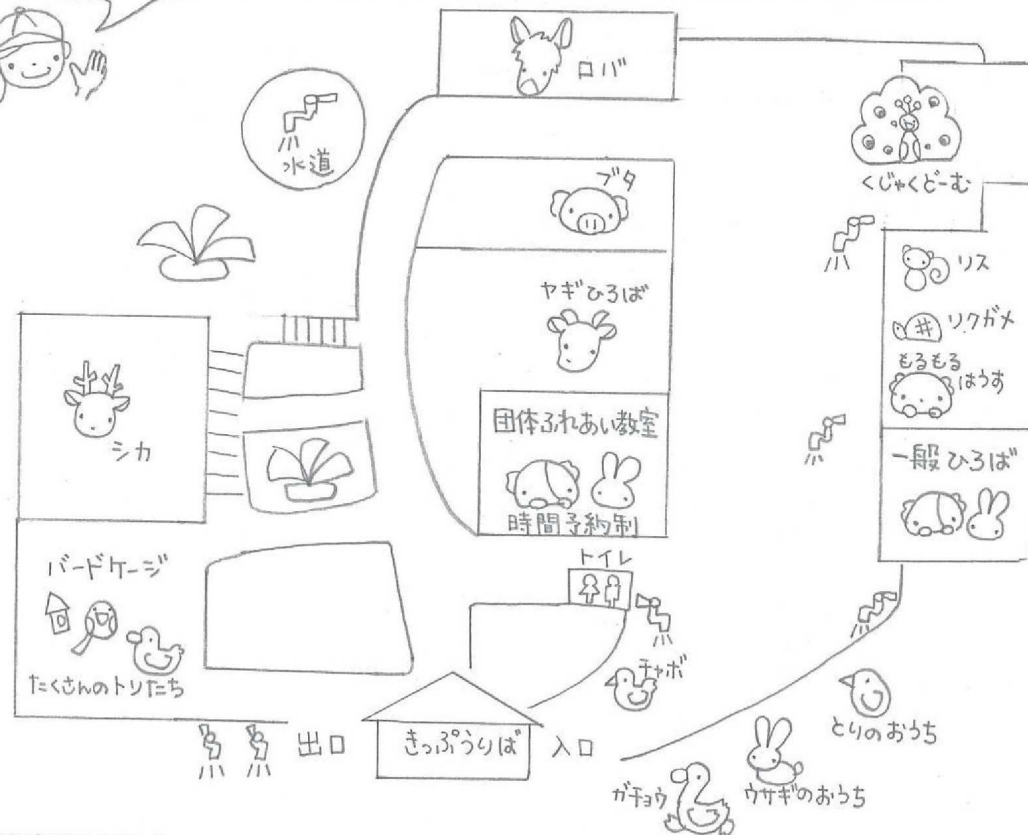 ロバ
水道
くじゃくどーむ
ブタ
リス
ヤギひろば
リクガメ
もるもる
はうす
団体ふれあい教室
時間予約制
シカ
一般ひろば
バードケージ
たくさんのトリたち
トイレ
チャボ
とりのおうち
出口
きっぷうりば
入口
ガチョウ
ウサギのおうち